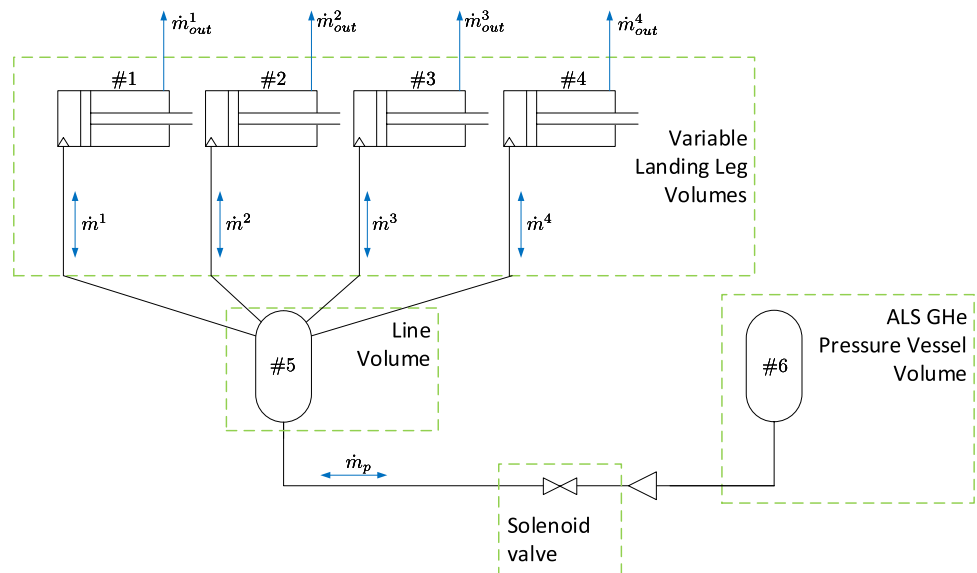 ṁ¹out ṁ²out ṁ³out ṁ⁴out
#1 #2 #3 #4
Variable
Landing Leg
Volumes
ṁ¹ ṁ² ṁ³ ṁ⁴
Line
Volume
#5
ALS GHe
Pressure Vessel
Volume
#6
ṁp
Solenoid
valve